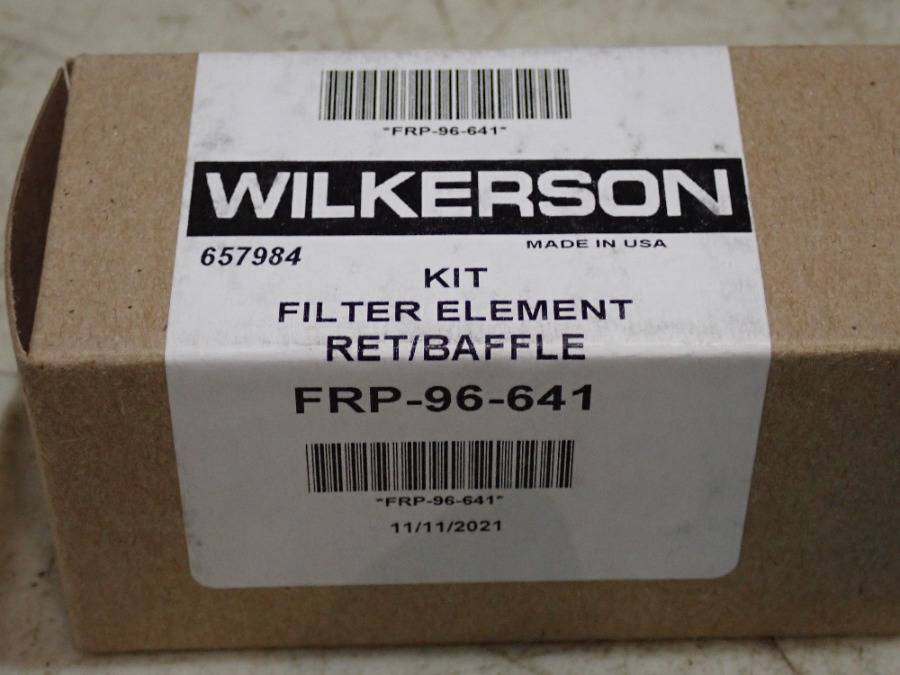 "FRP-96-641"
WILKERSON
MADE IN USA
657984
KIT
FILTER ELEMENT
RET/BAFFLE
FRP-96-641
"FRP-96-641"
11/11/2021